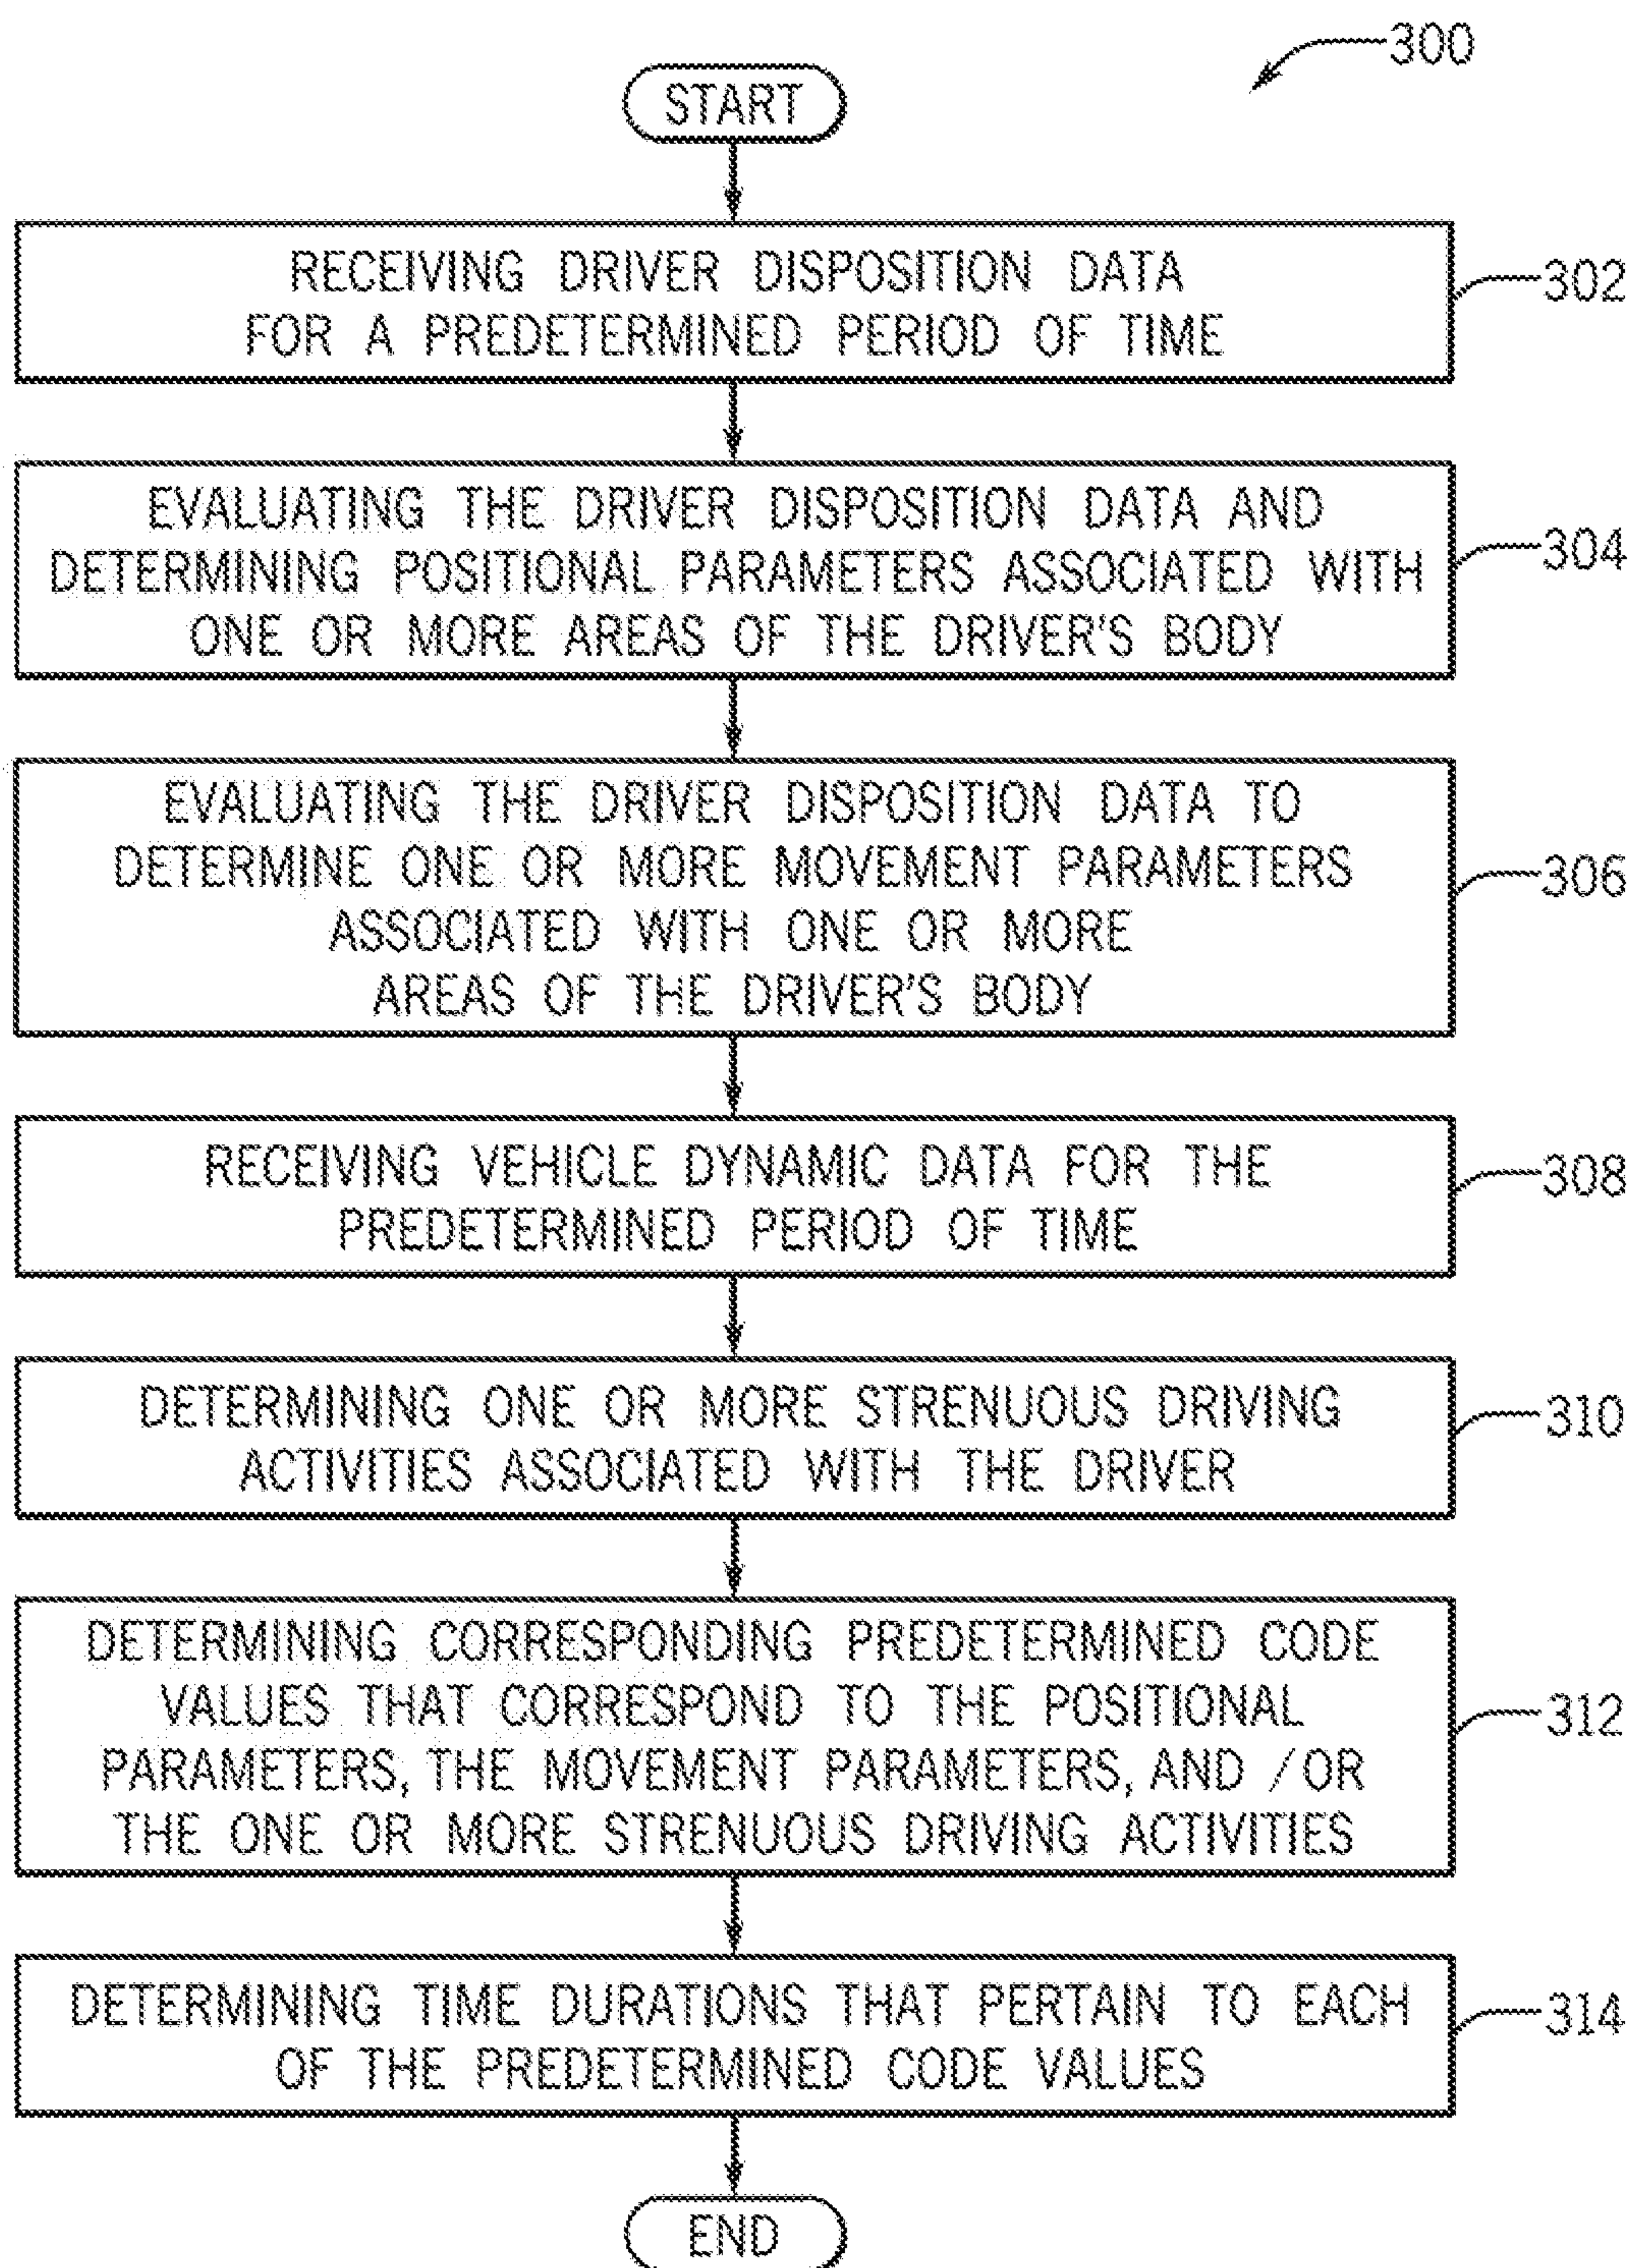 300
START
RECEIVING DRIVER DISPOSITION DATA
FOR A PREDETERMINED PERIOD OF TIME
302
EVALUATING THE DRIVER DISPOSITION DATA AND
DETERMINING POSITIONAL PARAMETERS ASSOCIATED WITH
ONE OR MORE AREAS OF THE DRIVER'S BODY
304
EVALUATING THE DRIVER DISPOSITION DATA TO
DETERMINE ONE OR MORE MOVEMENT PARAMETERS
ASSOCIATED WITH ONE OR MORE
AREAS OF THE DRIVER'S BODY
306
RECEIVING VEHICLE DYNAMIC DATA FOR THE
PREDETERMINED PERIOD OF TIME
308
DETERMINING ONE OR MORE STRENUOUS DRIVING
ACTIVITIES ASSOCIATED WITH THE DRIVER
310
DETERMINING CORRESPONDING PREDETERMINED CODE
VALUES THAT CORRESPOND TO THE POSITIONAL
PARAMETERS, THE MOVEMENT PARAMETERS, AND /OR
THE ONE OR MORE STRENUOUS DRIVING ACTIVITIES
312
DETERMINING TIME DURATIONS THAT PERTAIN TO EACH
OF THE PREDETERMINED CODE VALUES
314
END